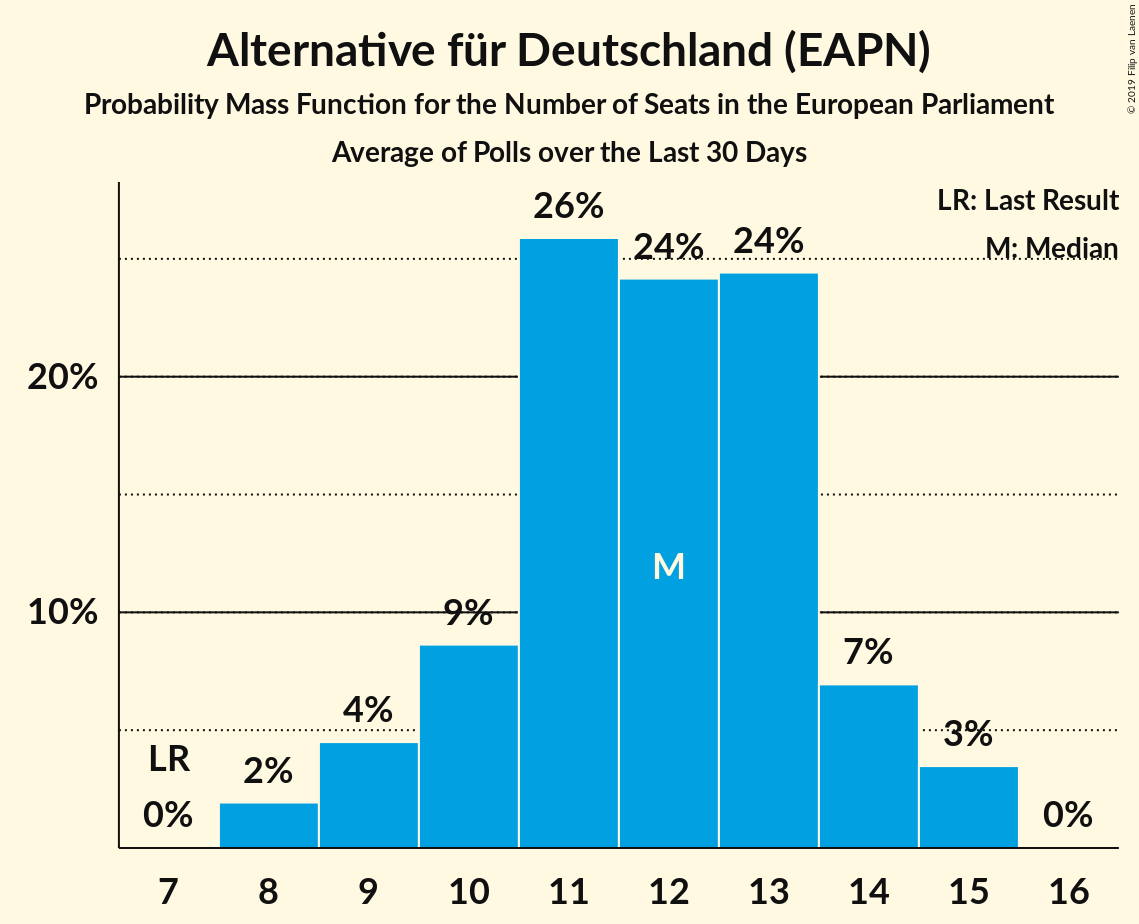 Alternative für Deutschland (EAPN)
Probability Mass Function for the Number of Seats in the European Parliament
Average of Polls over the Last 30 Days
© 2019 Filip van Laenen
LR: Last Result
M: Median
26%
24%
24%
20%
M
10%
9%
7%
4%
3%
LR
2%
0%
0%
7 8 9 10 11 12 13 14 15 16